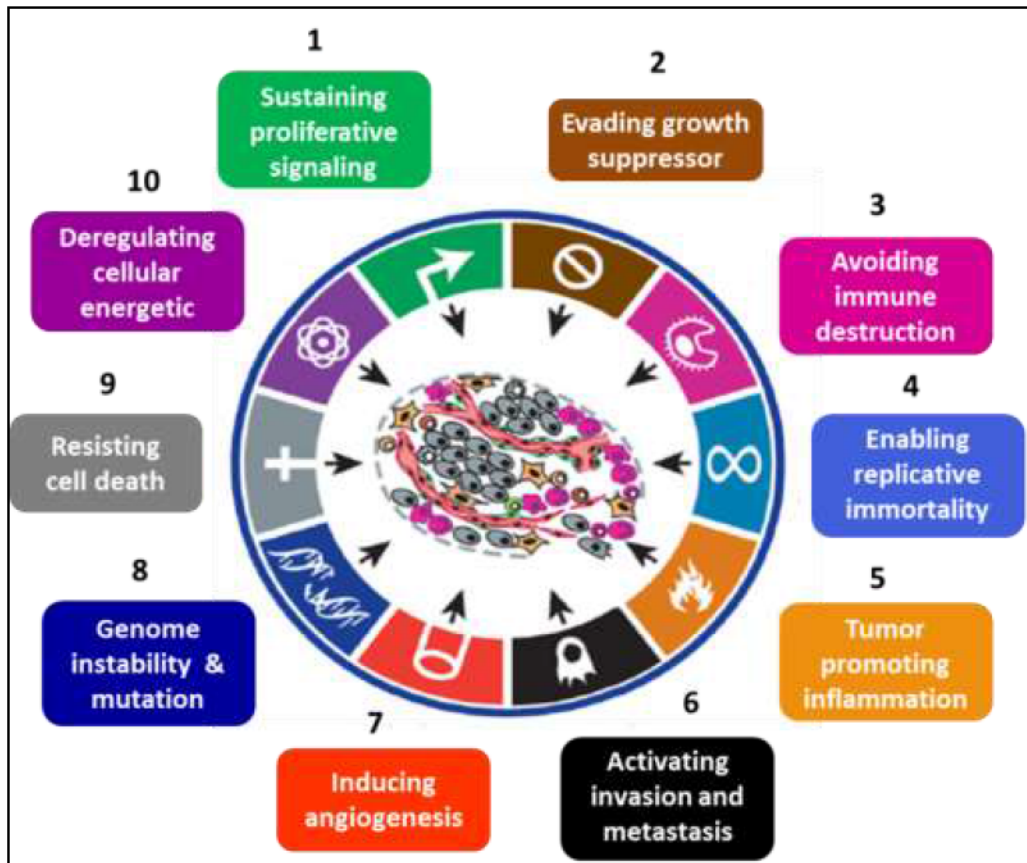 1
Sustaining
proliferative
signaling
2
Evading growth
suppressor
3
Avoiding
immune
destruction
4
Enabling
replicative
immortality
5
Tumor
promoting
inflammation
6
Activating
invasion and
metastasis
7
Inducing
angiogenesis
8
Genome
instability & 
mutation
9
Resisting
cell death
10
Deregulating
cellular
energetic